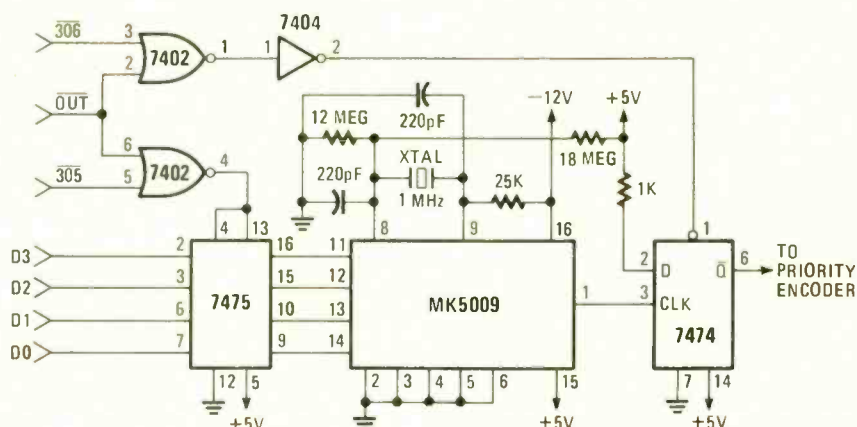 306
3
7402
1
1
7404
2
2
OUT
12 MEG
220pF
-12V
+5V
6
7402
4
XTAL
18 MEG
305
5
220pF
1 MHz
25K
1K
4
13
8
9
16
1
D3
2
16
11
2
D
Q
6
TO
PRIORITY
ENCODER
D2
3
7475
15
12
MK5009
1
3
CLK
D1
6
10
13
7474
D0
7
9
14
12
5
2
3
4
5
6
15
7
14
+5V
+5V
+5V